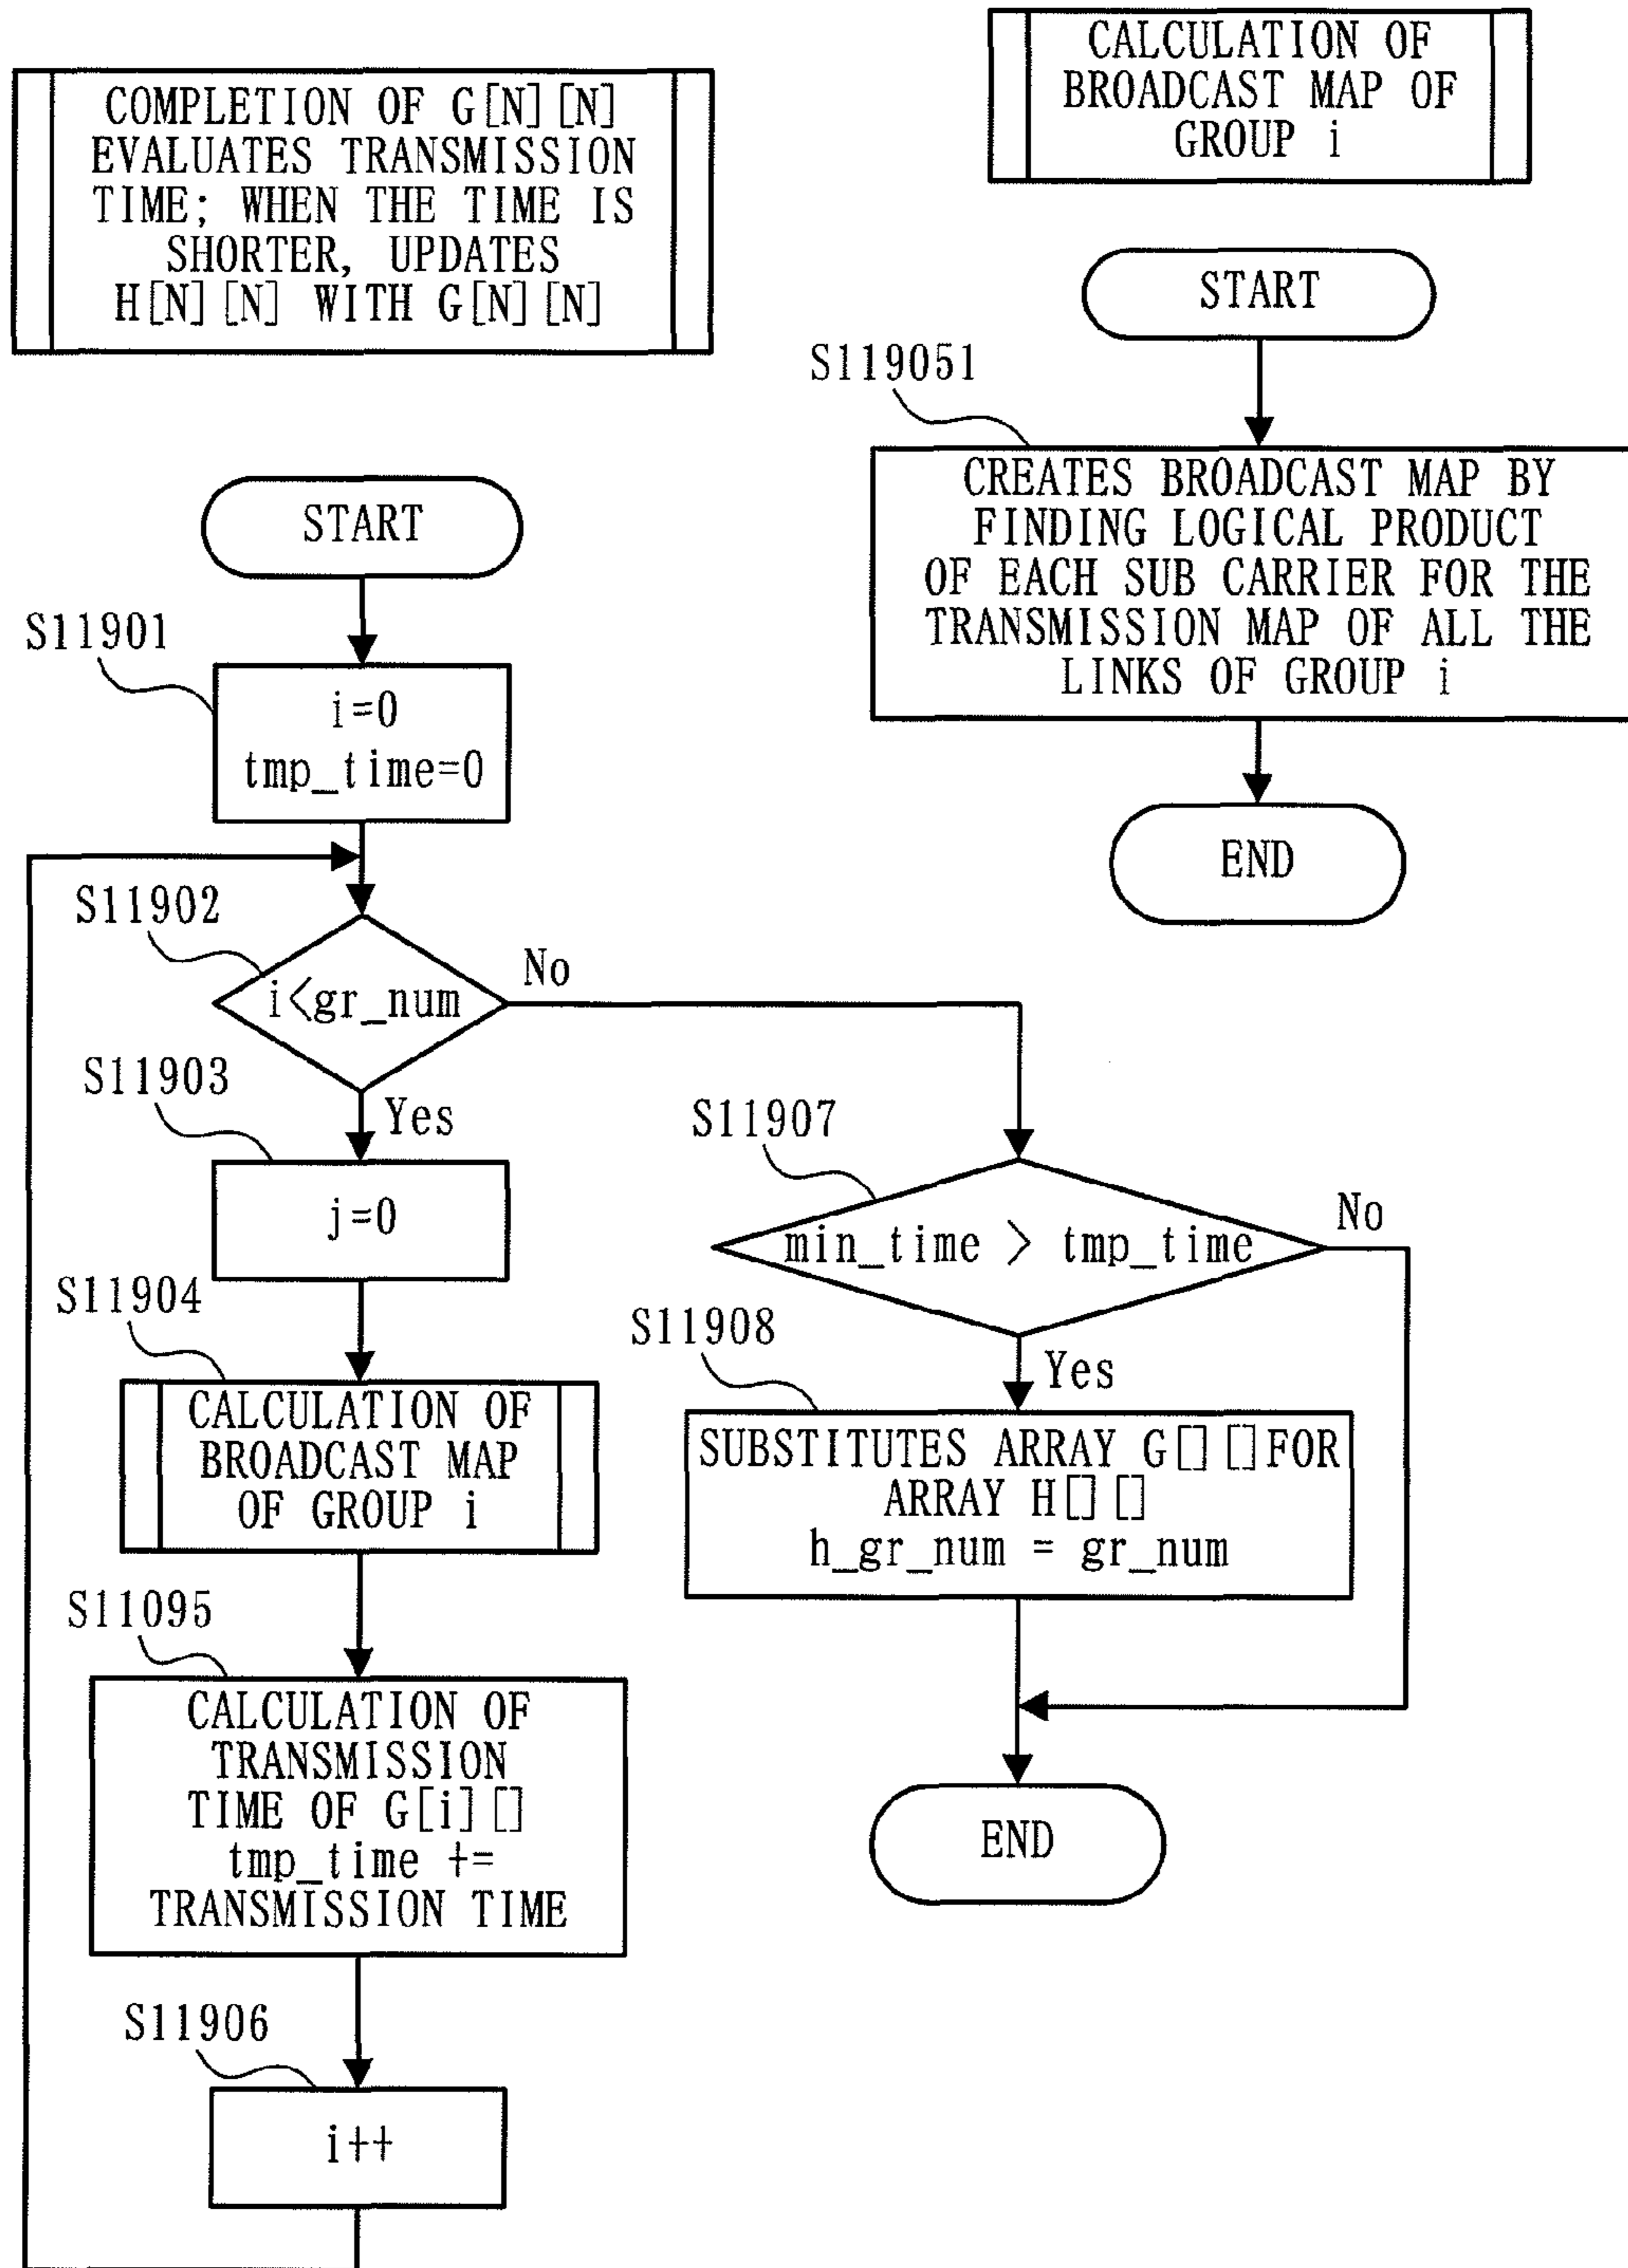 COMPLETION OF G[N][N]
EVALUATES TRANSMISSION
TIME; WHEN THE TIME IS
SHORTER, UPDATES
H[N][N] WITH G[N][N]
START
S11901
i=0
tmp_time=0
S11902
i<gr_num
No
S11903
Yes
j=0
S11904
CALCULATION OF
BROADCAST MAP
OF GROUP i
S11095
CALCULATION OF
TRANSMISSION
TIME OF G[i][]
tmp_time +=
TRANSMISSION TIME
S11906
i++
S11907
min_time > tmp_time
No
S11908
Yes
SUBSTITUTES ARRAY G[][]FOR
ARRAY H[][]
h_gr_num = gr_num
END
CALCULATION OF
BROADCAST MAP OF
GROUP i
START
S119051
CREATES BROADCAST MAP BY
FINDING LOGICAL PRODUCT
OF EACH SUB CARRIER FOR THE
TRANSMISSION MAP OF ALL THE
LINKS OF GROUP i
END